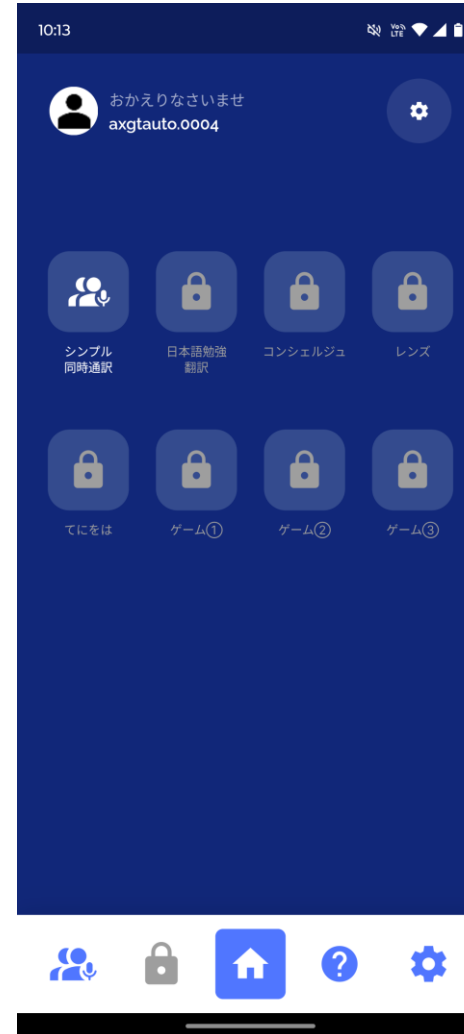 10:13
Vo))
LTE
おかえりなさいませ
axgtauto.0004
シンプル
同時通訳
日本語勉強
翻訳
コンシェルジュ
レンズ
てにをは
ゲーム①
ゲーム②
ゲーム③